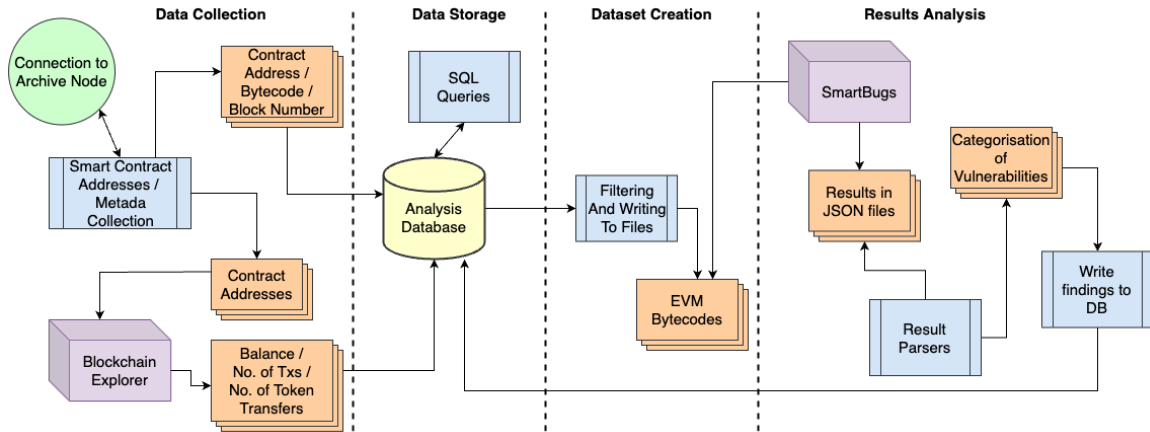 Data Collection
Data Storage
Dataset Creation
Results Analysis
Connection to
Archive Node
Contract
Address /
Bytecode /
Block Number
Smart Contract
Addresses /
Metada
Collection
Contract
Addresses
Blockchain
Explorer
Balance /
No. of Txs /
No. of Token
Transfers
SQL
Queries
Analysis
Database
Filtering
And Writing
To Files
EVM
Bytecodes
SmartBugs
Results in
JSON files
Categorisation
of
Vulnerabilities
Result
Parsers
Write
findings to
DB